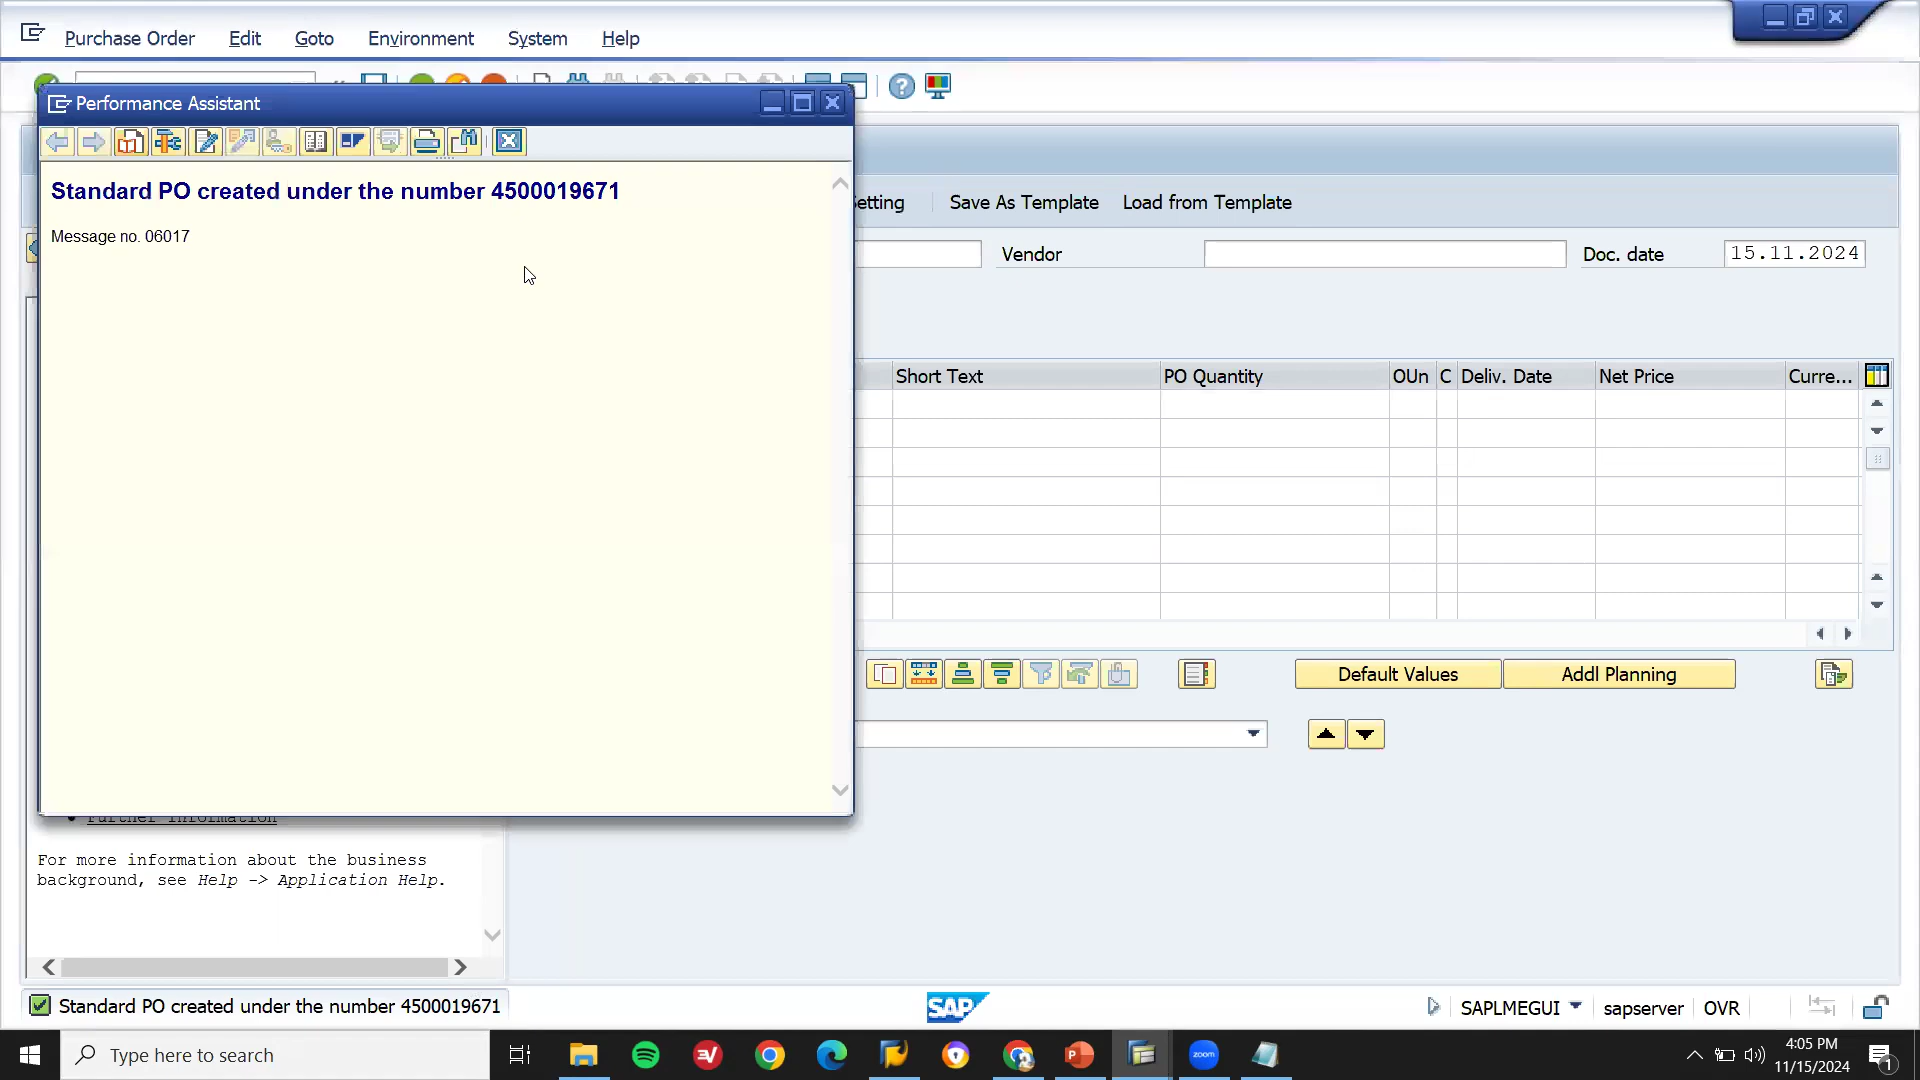 Purchase Order Edit Goto Environment System Help
Performance Assistant
Standard PO created under the number 4500019671
Message no. 06017
Save As Template Load from Template
Vendor Doc. date 15.11.2024
Short Text PO Quantity OUn C Deliv. Date Net Price Curre...
Default Values Addl Planning
Further Information
For more information about the business
background, see Help -> Application Help.
Standard PO created under the number 4500019671
SAP
SAPLMEGUI sapserver OVR
Type here to search
zoom
4:05 PM
11/15/2024
1